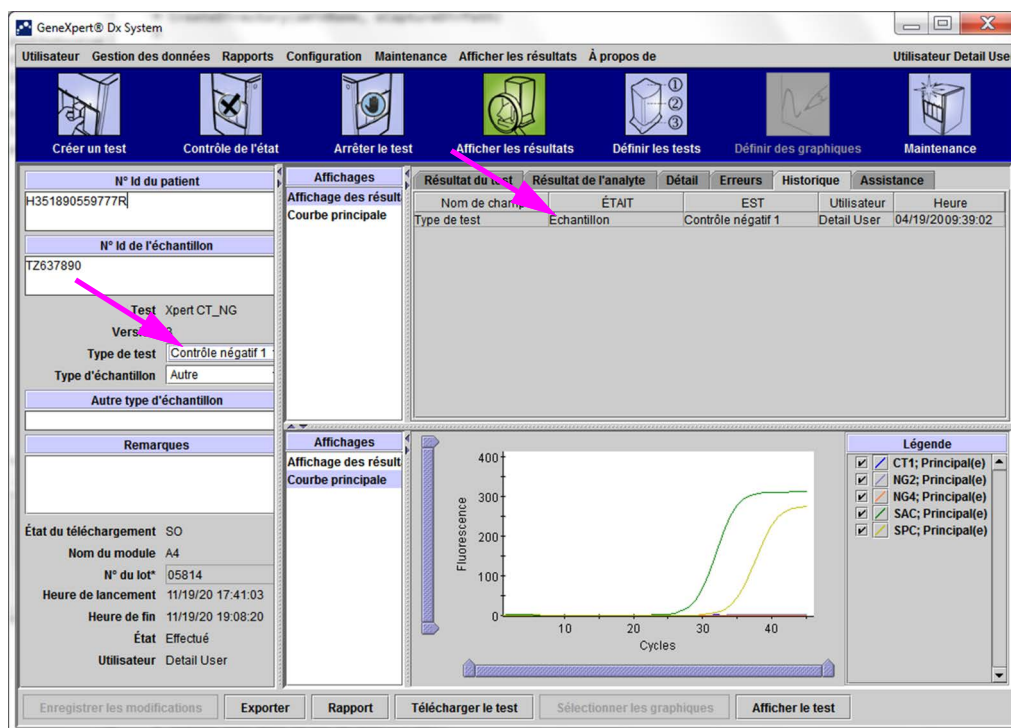 GeneXpert® Dx System
Utilisateur Gestion des données Rapports Configuration Maintenance Afficher les résultats À propos de Utilisateur Detail Use
Créer un test Contrôle de l'état Arrêter le test Afficher les résultats Définir les tests Définir des graphiques Maintenance
N° Id du patient
H351890559777R
N° Id de l'échantillon
TZ637890
Test Xpert CT_NG
Type de test Contrôle négatif 1
Type d'échantillon Autre
Autre type d'échantillon
Remarques
État du téléchargement SO
Nom du module A4
N° du lot* 05814
Heure de lancement 11/19/20 17:41:03
Heure de fin 11/19/20 19:08:20
État Effectué
Utilisateur Detail User
Affichages
Affichage des résult
Courbe principale
Résultat du test Résultat de l'analyte Détail Erreurs Historique Assistance
Nom de champ ÉTAIT EST Utilisateur Heure
Type de test Echantillon Contrôle négatif 1 Detail User 04/19/2009:39:02
Affichages
Affichage des résult
Courbe principale
Fluorescence
400
300
200
100
0
10 20 30 40
Cycles
Légende
CT1; Principal(e)
NG2; Principal(e)
NG4; Principal(e)
SAC; Principal(e)
SPC; Principal(e)
Enregistrer les modifications Exporter Rapport Télécharger le test Sélectionner les graphiques Afficher le test